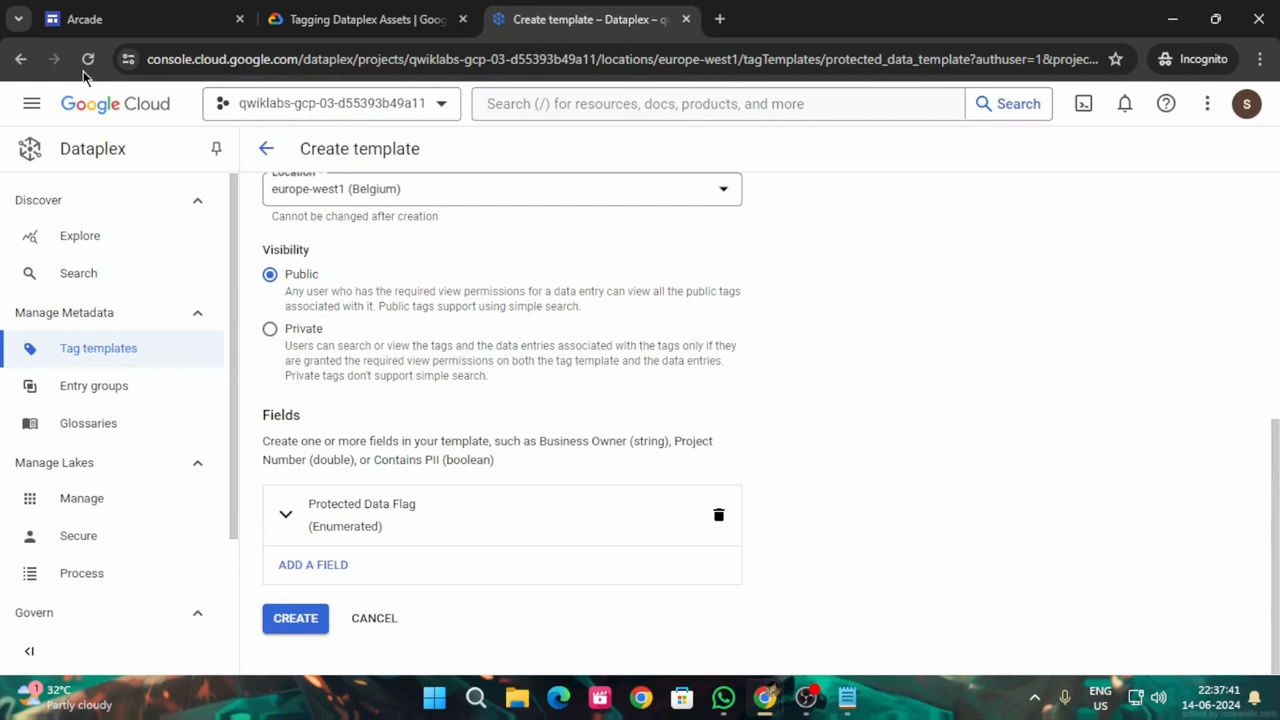 Arcade
Tagging Dataplex Assets | Goog
Create template – Dataplex – q
console.cloud.google.com/dataplex/projects/qwiklabs-gcp-03-d55393b49a11/locations/europe-west1/tagTemplates/protected_data_template?authuser=1&projec...
Incognito
Google Cloud
qwiklabs-gcp-03-d55393b49a11
Search (/) for resources, docs, products, and more
Search
S
Dataplex
Create template
Discover
Explore
Search
Manage Metadata
Tag templates
Entry groups
Glossaries
Manage Lakes
Manage
Secure
Process
Govern
Location
europe-west1 (Belgium)
Cannot be changed after creation
Visibility
Public
Any user who has the required view permissions for a data entry can view all the public tags
associated with it. Public tags support using simple search.
Private
Users can search or view the tags and the data entries associated with the tags only if they
are granted the required view permissions on both the tag template and the data entries.
Private tags don't support simple search.
Fields
Create one or more fields in your template, such as Business Owner (string), Project
Number (double), or Contains PII (boolean)
Protected Data Flag
(Enumerated)
ADD A FIELD
CREATE
CANCEL
1
32°C
Partly cloudy
ENG
US
22:37:41
14-06-2024